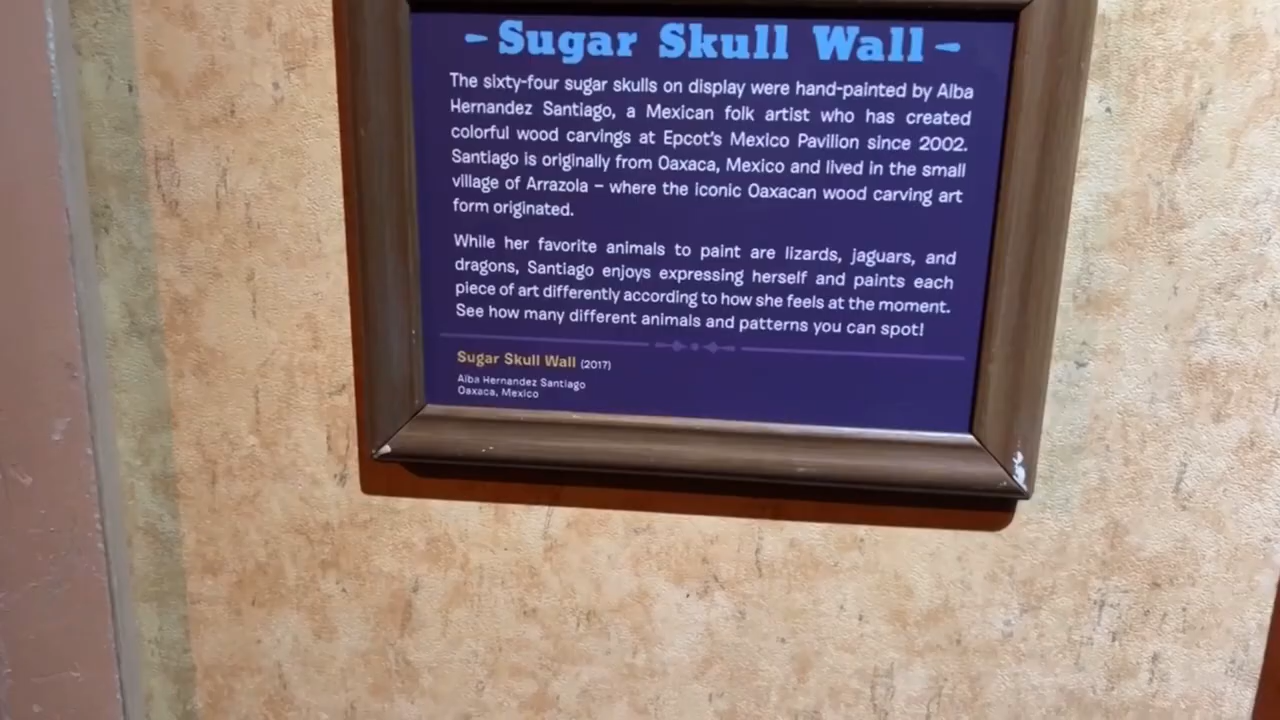 - Sugar Skull Wall -
The sixty-four sugar skulls on display were hand-painted by Alba
Hernandez Santiago, a Mexican folk artist who has created
colorful wood carvings at Epcot's Mexico Pavilion since 2002.
Santiago is originally from Oaxaca, Mexico and lived in the small
village of Arrazola – where the iconic Oaxacan wood carving art
form originated.
While her favorite animals to paint are lizards, jaguars, and
dragons, Santiago enjoys expressing herself and paints each
piece of art differently according to how she feels at the moment.
See how many different animals and patterns you can spot!
Sugar Skull Wall (2017)
Alba Hernandez Santiago
Oaxaca, Mexico